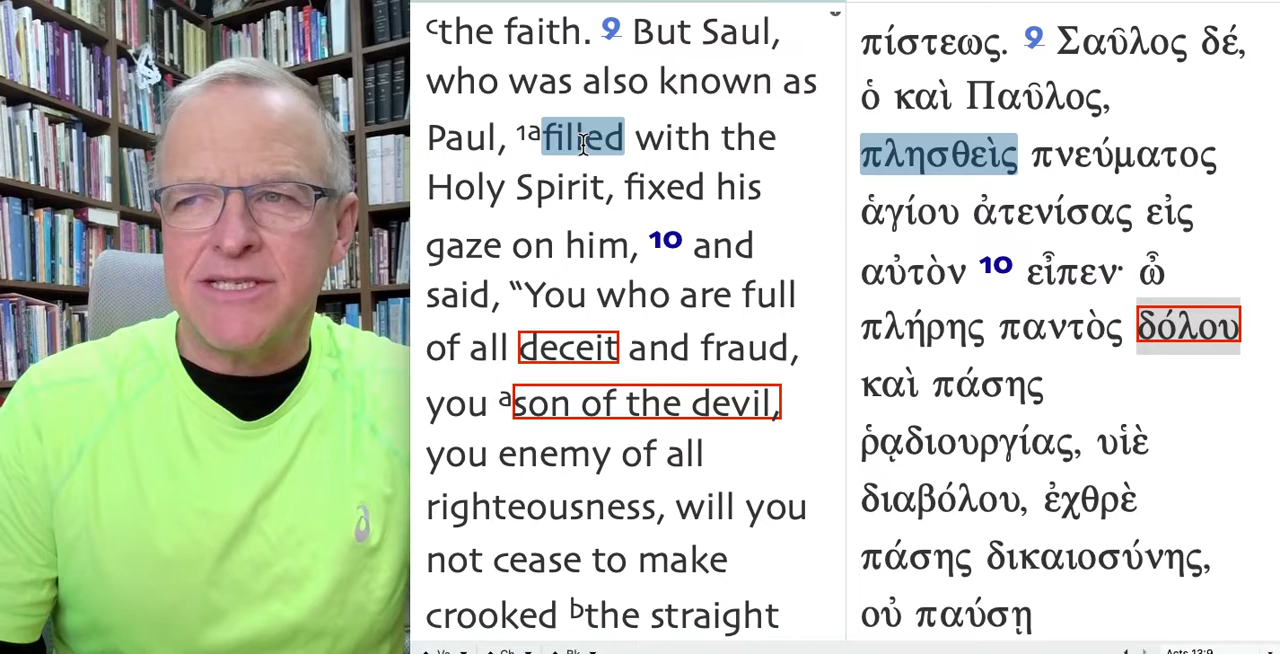 ᶜthe faith. 9 But Saul,
who was also known as
Paul, ¹ᵃfilled with the
Holy Spirit, fixed his
gaze on him, 10 and
said, “You who are full
of all deceit and fraud,
you ᵃson of the devil,
you enemy of all
righteousness, will you
not cease to make
crooked ᵇthe straight
πίστεως. 9 Σαῦλος δέ,
ὁ καὶ Παῦλος,
πλησθεὶς πνεύματος
ἁγίου ἀτενίσας εἰς
αὐτὸν 10 εἶπεν· ὦ
πλήρης παντὸς δόλου
καὶ πάσης
ῥᾳδιουργίας, υἱὲ
διαβόλου, ἐχθρὲ
πάσης δικαιοσύνης,
οὐ παύσῃ
Acts 13:9